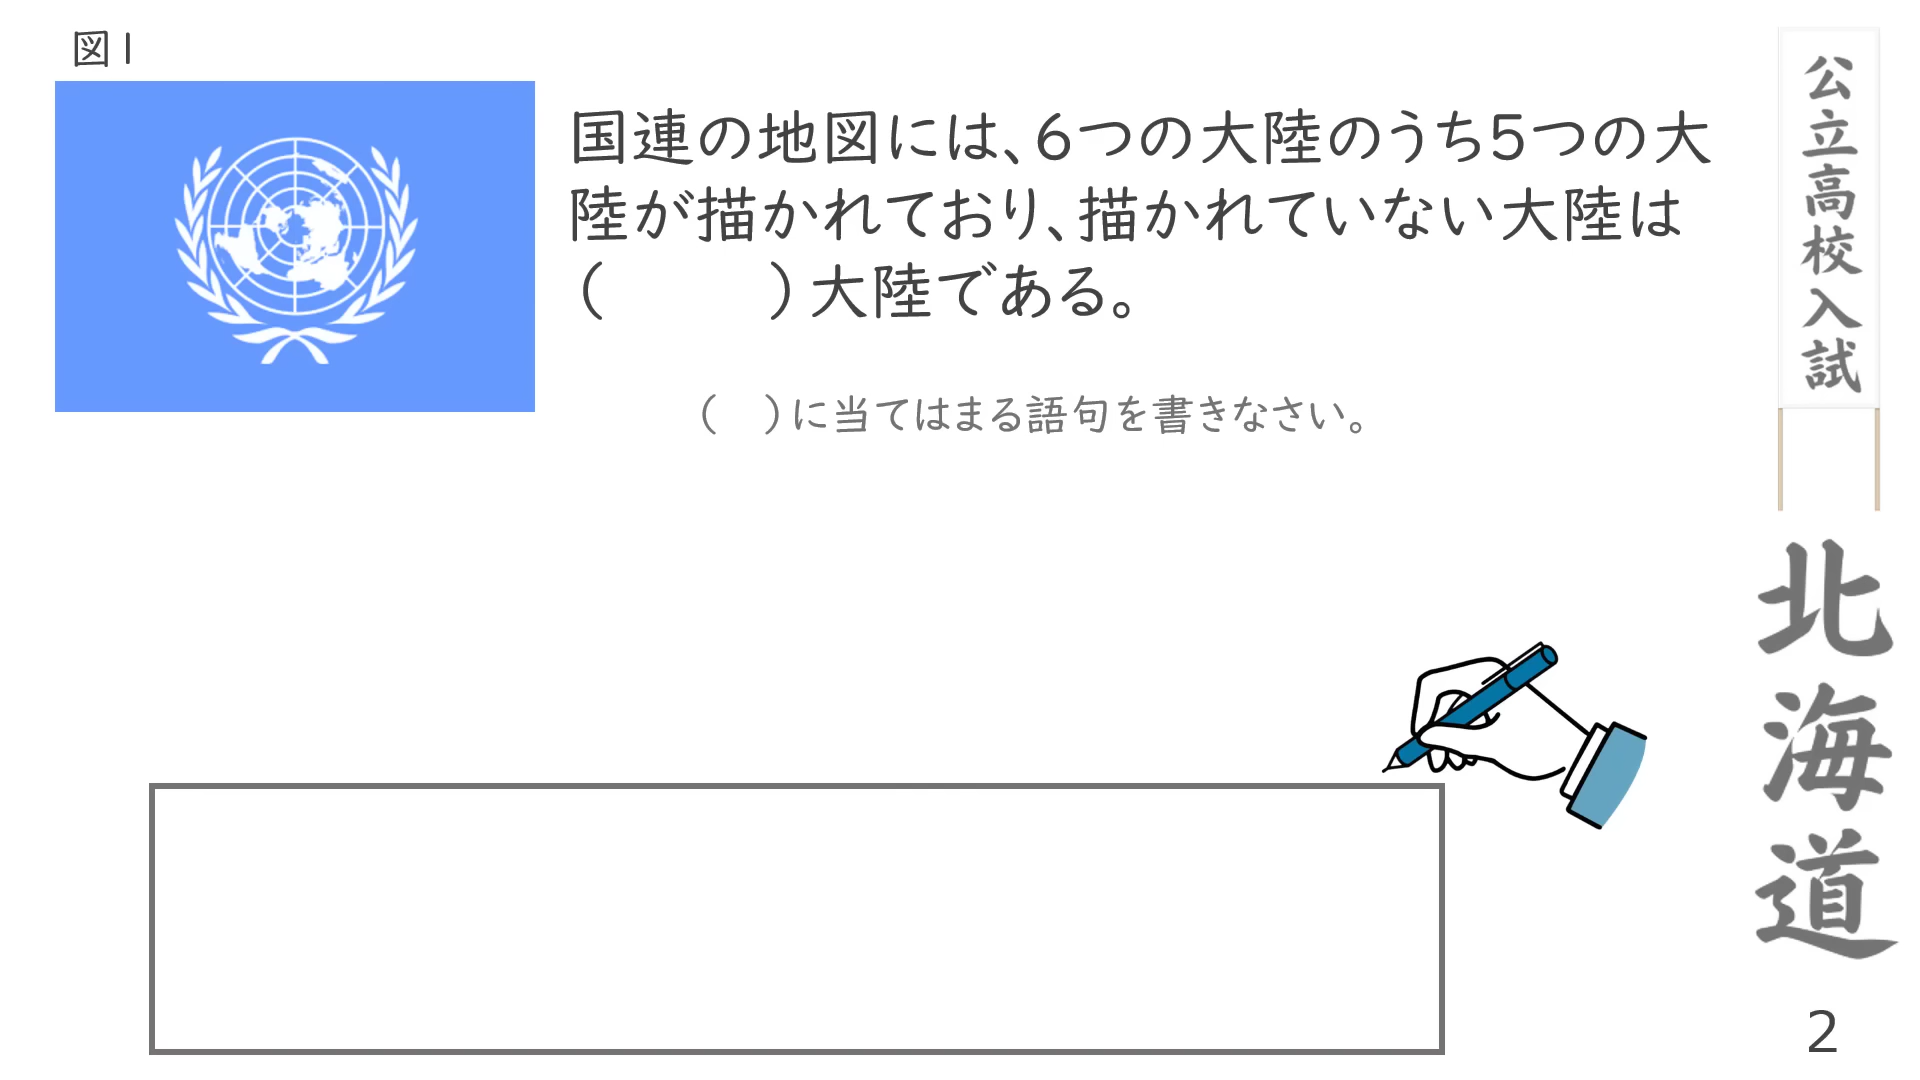 図1
国連の地図には、6つの大陸のうち5つの大
陸が描かれており、描かれていない大陸は
(　　　)大陸である。
(　)に当てはまる語句を書きなさい。
公立高校入試
北海道
2